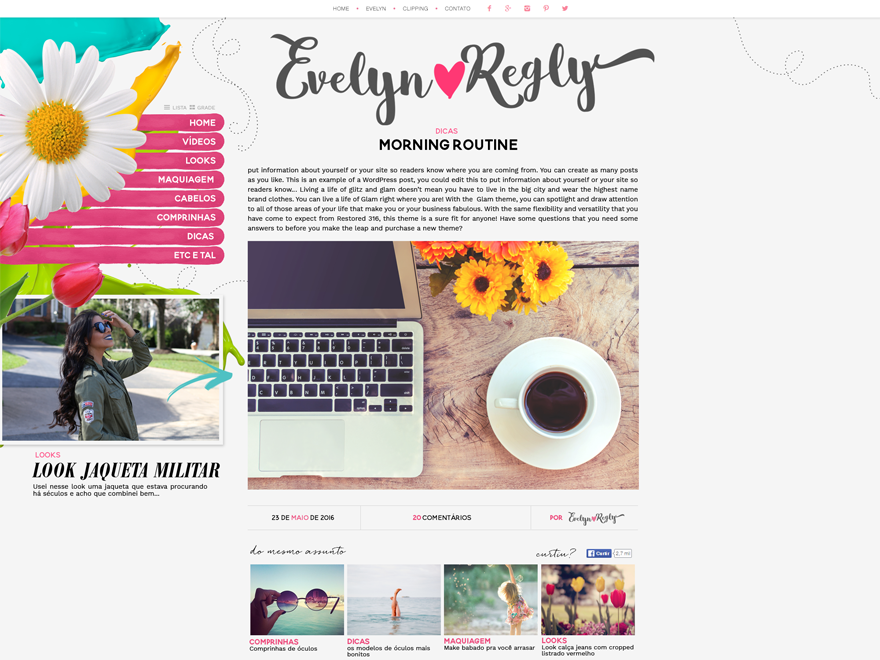 HOME • EVELYN • CLIPPING • CONTATO
Evelyn Regly
LISTA GRADE
HOME
VÍDEOS
LOOKS
MAQUIAGEM
CABELOS
COMPRINHAS
DICAS
ETC E TAL
DICAS
MORNING ROUTINE
put information about yourself or your site so readers know where you are coming from. You can create as many posts
as you like. This is an example of a WordPress post, you could edit this to put information about yourself or your site so
readers know... Living a life of glitz and glam doesn't mean you have to live in the big city and wear the highest name
brand clothes. You can live a life of Glam right where you are! With the Glam theme, you can spotlight and draw attention
to all of those areas of your life that make you or your business fabulous. With the same flexibility and versatility that you
have come to expect from Restored 316, this theme is a sure fit for anyone! Have some questions that you need some
answers to before you make the leap and purchase a new theme?
LOOKS
LOOK JAQUETA MILITAR
Usei nesse look uma jaqueta que estava procurando
há séculos e acho que combinei bem...
23 DE MAIO DE 2016
20 COMENTÁRIOS
POR Evelyn Regly
do mesmo assunto
curtiu?
Curtir 2,7 mi
COMPRINHAS
Comprinhas de óculos
DICAS
os modelos de óculos mais
bonitos
MAQUIAGEM
Make babado pra você arrasar
LOOKS
Look calça jeans com cropped
listrado vermelho